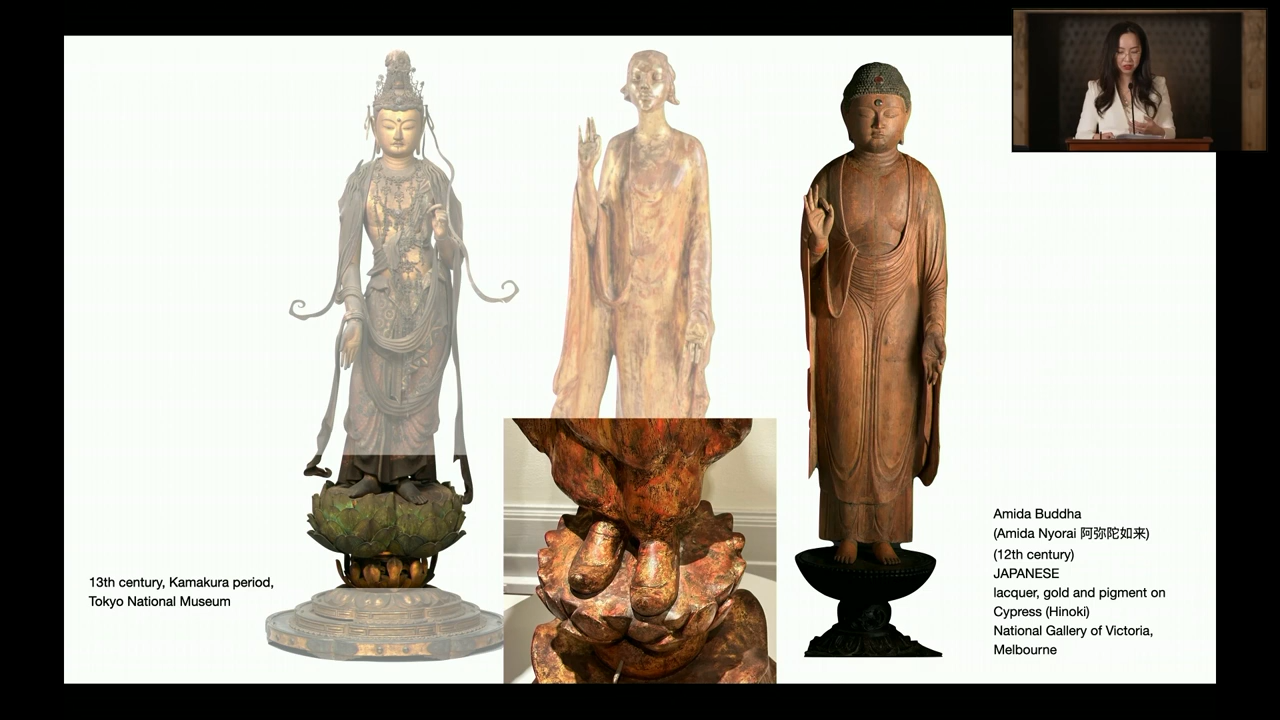 13th century, Kamakura period,
Tokyo National Museum
Amida Buddha
(Amida Nyorai 阿弥陀如来)
(12th century)
JAPANESE
lacquer, gold and pigment on
Cypress (Hinoki)
National Gallery of Victoria,
Melbourne